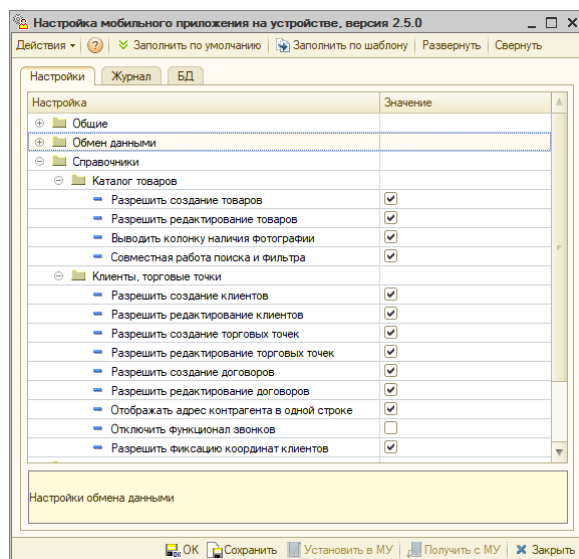 Настройка мобильного приложения на устройстве, версия 2.5.0
Действия Заполнить по умолчанию Заполнить по шаблону Развернуть Свернуть
Настройки Журнал БД
Настройка Значение
Общие
Обмен данными
Справочники
Каталог товаров
Разрешить создание товаров
Разрешить редактирование товаров
Выводить колонку наличия фотографии
Совместная работа поиска и фильтра
Клиенты, торговые точки
Разрешить создание клиентов
Разрешить редактирование клиентов
Разрешить создание торговых точек
Разрешить редактирование торговых точек
Разрешить создание договоров
Разрешить редактирование договоров
Отображать адрес контрагента в одной строке
Отключить функционал звонков
Разрешить фиксацию координат клиентов
Настройки обмена данными
OK Сохранить Установить в МУ Получить с МУ Закрыть